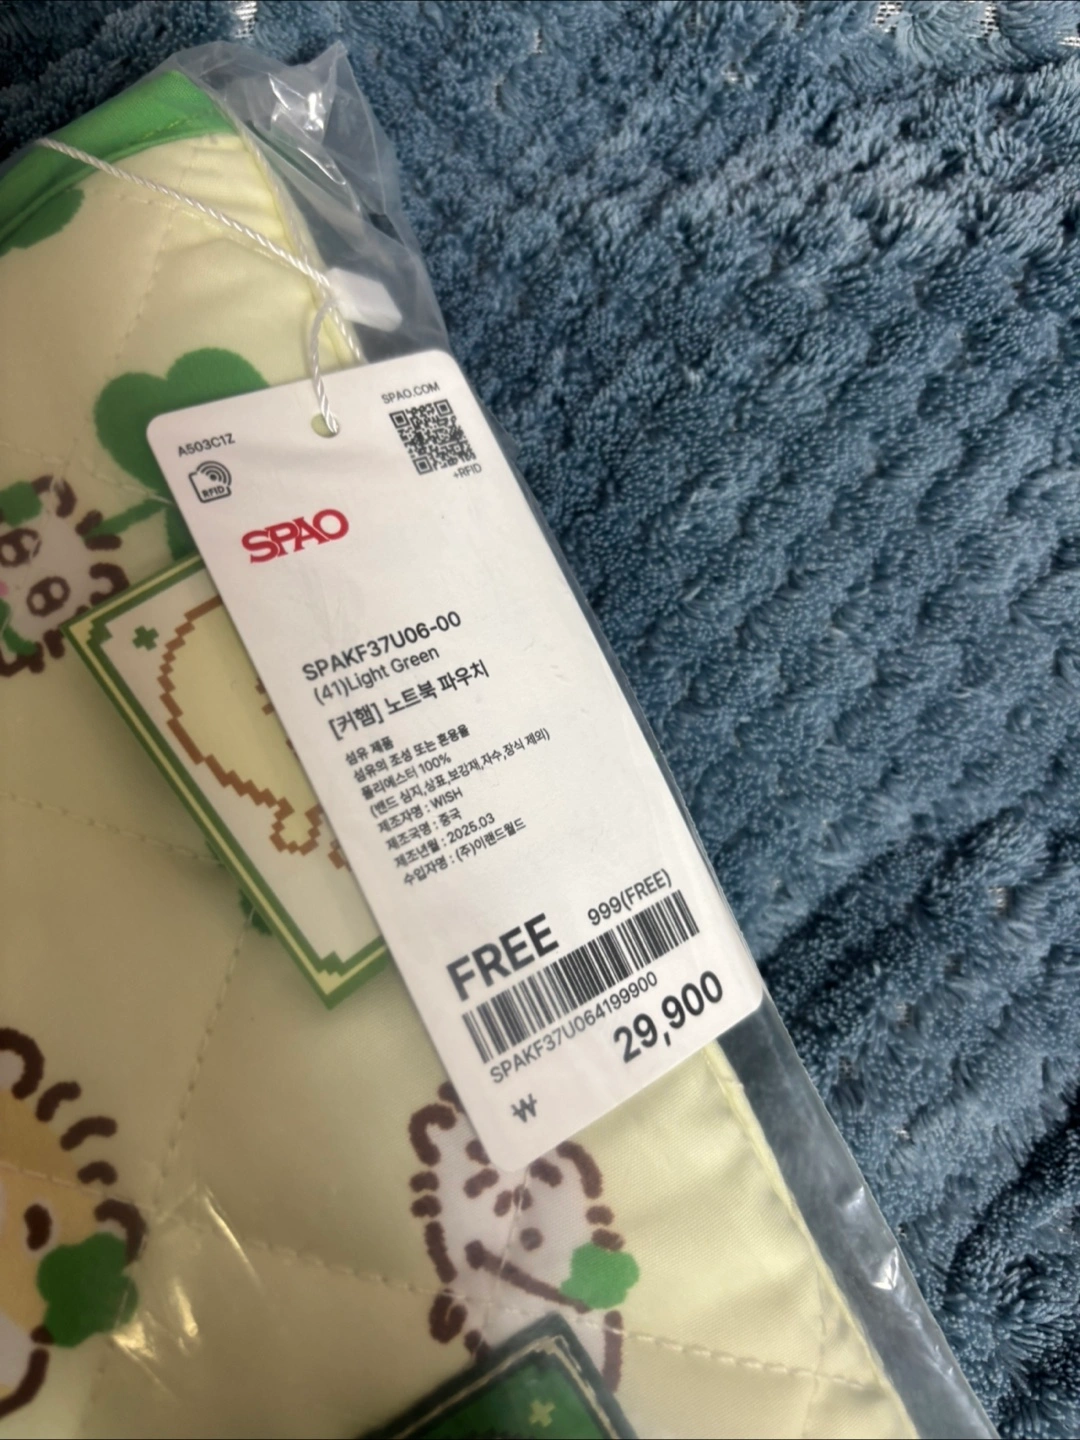 SPAO.COM
A503C1Z
RFID
+RFID
SPAO
SPAKF37U06-00
(41)Light Green
[커햄] 노트북 파우치
섬유 제품
섬유의 조성 또는 혼용율
폴리에스터 100%
(밴드 심지,상표,보강재,자수,장식 제외)
제조자명 : WISH
제조국명 : 중국
제조년월 : 2025.03
수입자명 : (주)이랜드월드
FREE 999(FREE)
SPAKF37U064199900
29,900
₩